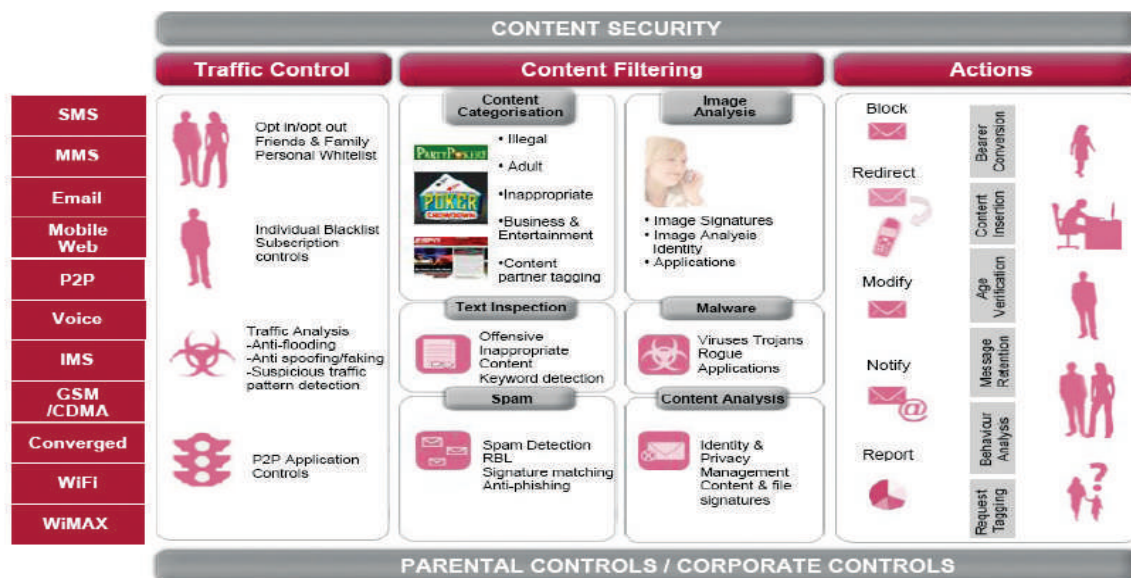 CONTENT SECURITY
Traffic Control
Content Filtering
Actions
SMS
MMS
Email
Mobile
Web
P2P
Voice
IMS
GSM
/CDMA
Converged
WiFi
WiMAX
Opt in/opt out
Friends & Family
Personal Whitelist
Individual Blacklist
Subscription
controls
Traffic Analysis
-Anti-flooding
-Anti spoofing/faking
-Suspicious traffic
pattern detection
P2P Application
Controls
Content
Categorisation
PARTYPOKER
POKER
SHOWDOWN
• Illegal
• Adult
•Inappropriate
•Business &
Entertainment
•Content
partner tagging
Image
Analysis
• Image Signatures
• Image Analysis
Identity
• Applications
Text Inspection
Offensive
Inappropriate
Content
Keyword detection
Malware
Viruses Trojans
Rogue
Applications
Spam
Spam Detection
RBL
Signature matching
Anti-phishing
Content Analysis
Identity &
Privacy
Management
Content & file
signatures
Block
Redirect
Modify
Notify
@
Report
Bearer
Conversion
Content
Insertion
Age
Verification
Message
Retention
Behaviour
Analysis
Request
Tagging
?
PARENTAL CONTROLS / CORPORATE CONTROLS